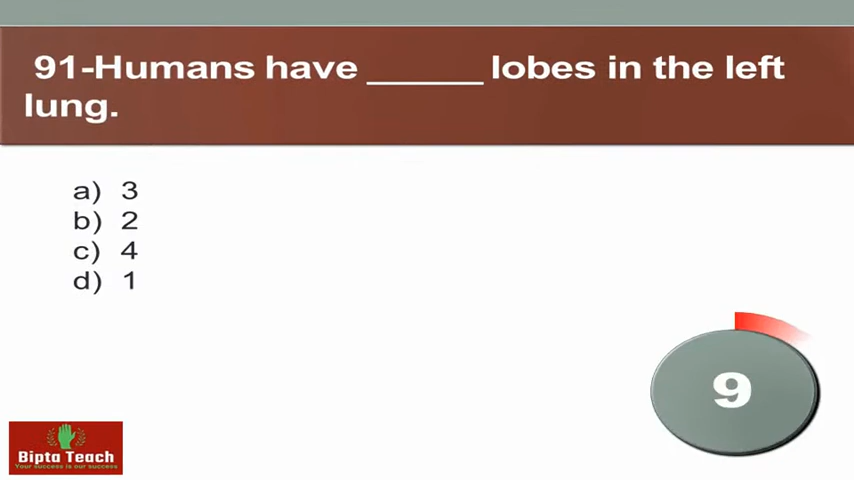 91-Humans have ______ lobes in the left
lung.
a) 3
b) 2
c) 4
d) 1
9
Bipta Teach
Your success is our success